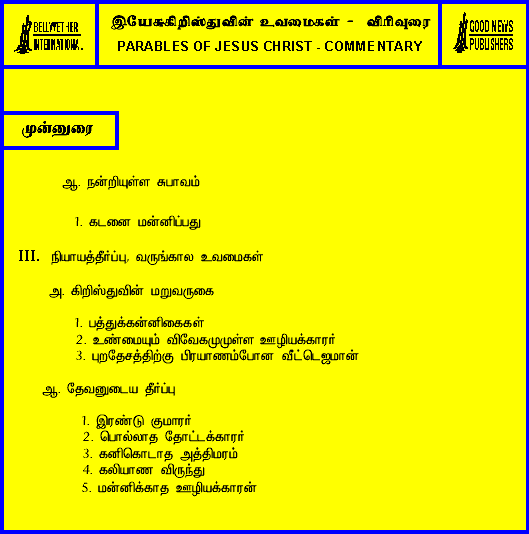 BELLWETHER
INTERNATIONAL
இயேசுகிறிஸ்துவின் உவமைகள் - விரிவுரை
PARABLES OF JESUS CHRIST - COMMENTARY
GOOD NEWS
PUBLISHERS
முன்னுரை
ஆ. நன்றியுள்ள சுபாவம்
1. கடனை மன்னிப்பது
III. நியாயத்தீர்ப்பு, வருங்கால உவமைகள்
அ. கிறிஸ்துவின் மறுவருகை
1. பத்துக்கன்னிகைகள்
2. உண்மையும் விவேகமுமுள்ள ஊழியக்காரர்
3. புறதேசத்திற்கு பிரயாணம்போன வீட்டெஜமான்
ஆ. தேவனுடைய தீர்ப்பு
1. இரண்டு குமாரர்
2. பொல்லாத தோட்டக்காரர்
3. கனிகொடாத அத்திமரம்
4. கலியாண விருந்து
5. மன்னிக்காத ஊழியக்காரன்